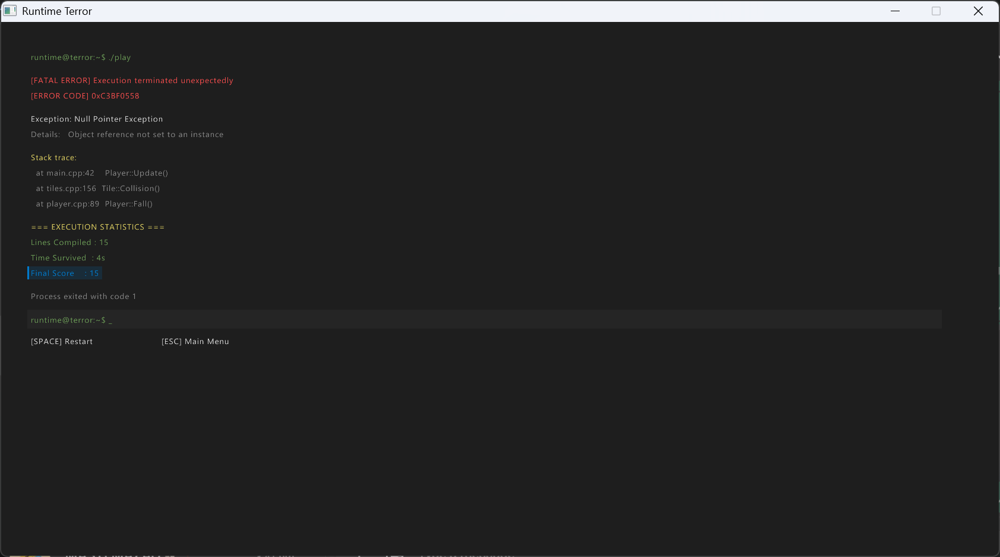 Runtime Terror
runtime@terror:~$ ./play
[FATAL ERROR] Execution terminated unexpectedly
[ERROR CODE] 0xC3BF0558
Exception: Null Pointer Exception
Details:   Object reference not set to an instance
Stack trace:
  at main.cpp:42    Player::Update()
  at tiles.cpp:156  Tile::Collision()
  at player.cpp:89  Player::Fall()
=== EXECUTION STATISTICS ===
Lines Compiled : 15
Time Survived  : 4s
Final Score    : 15
Process exited with code 1
runtime@terror:~$ _
[SPACE] Restart                [ESC] Main Menu